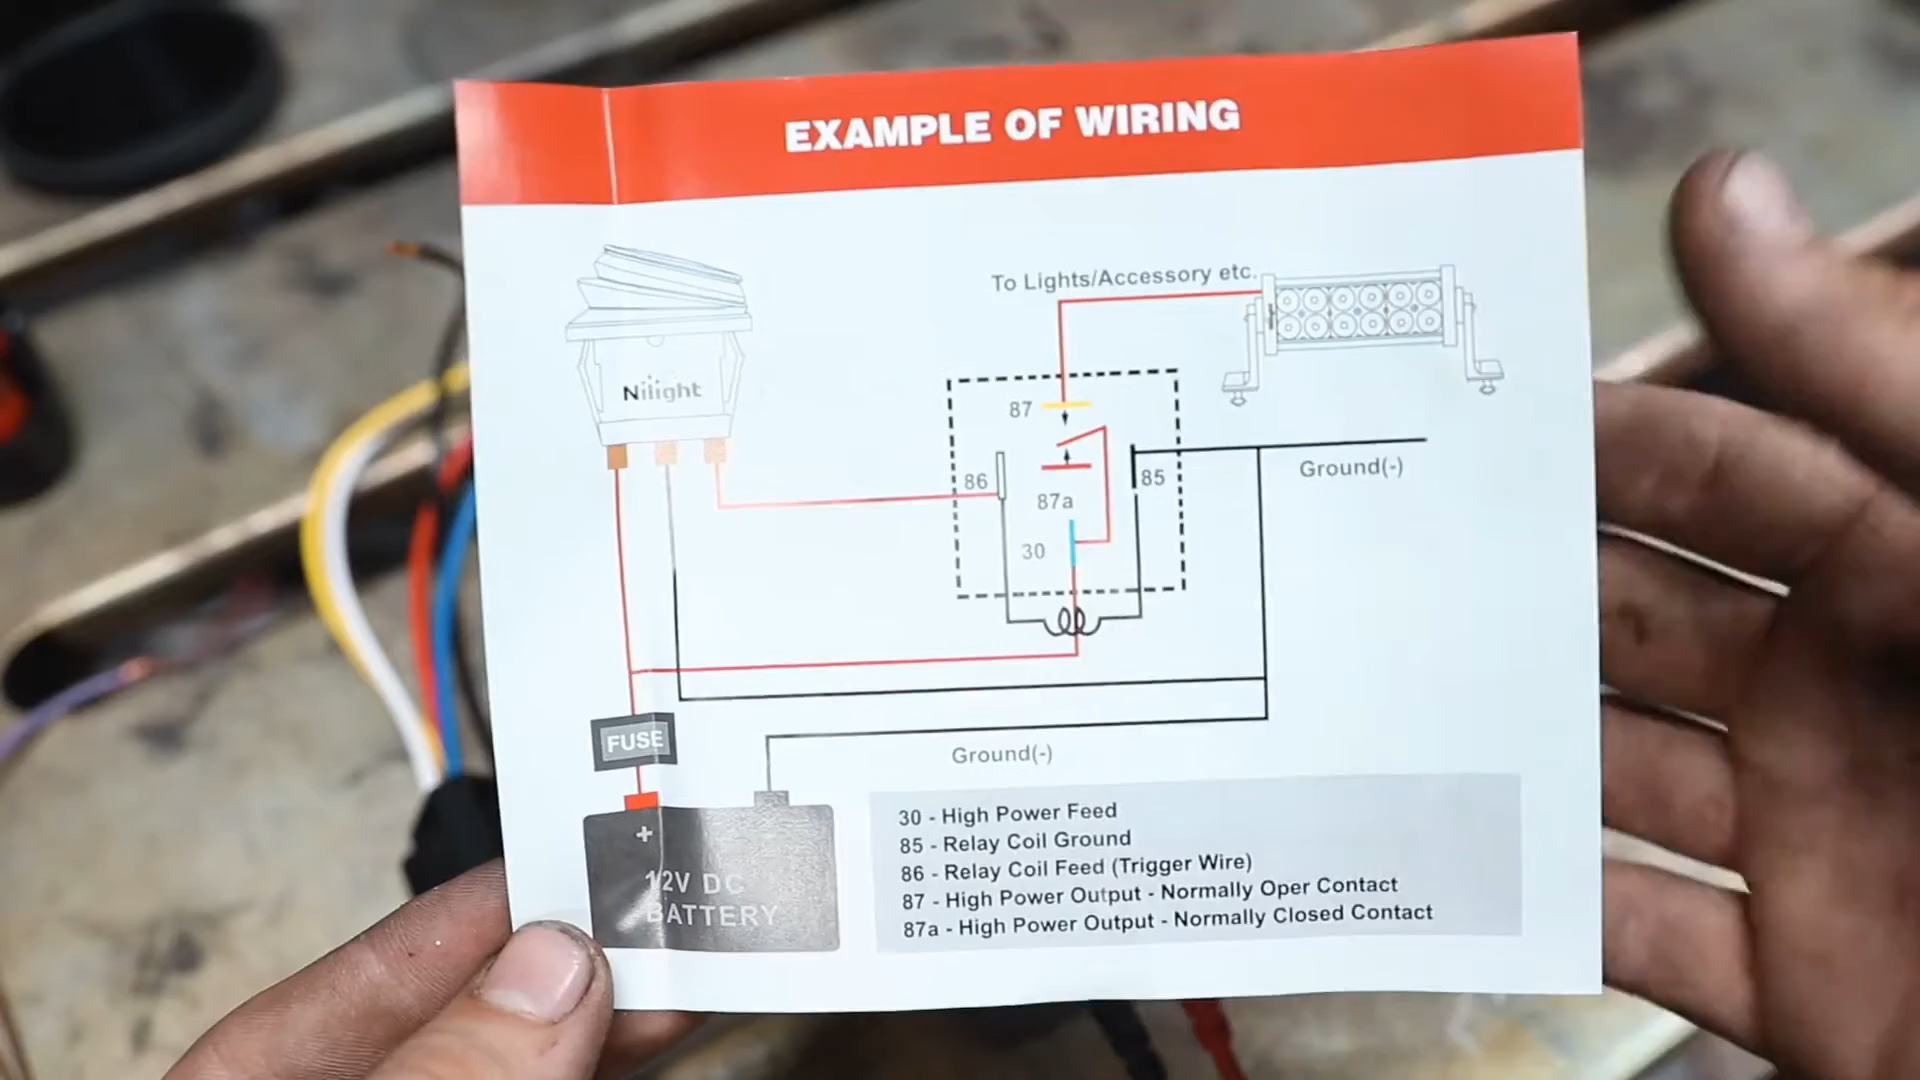 EXAMPLE OF WIRING
To Lights/Accessory etc.
Nilight
87
86
85
Ground(-)
87a
30
FUSE
Ground(-)
+
12V DC
BATTERY
30 - High Power Feed
85 - Relay Coil Ground
86 - Relay Coil Feed (Trigger Wire)
87 - High Power Output - Normally Oper Contact
87a - High Power Output - Normally Closed Contact